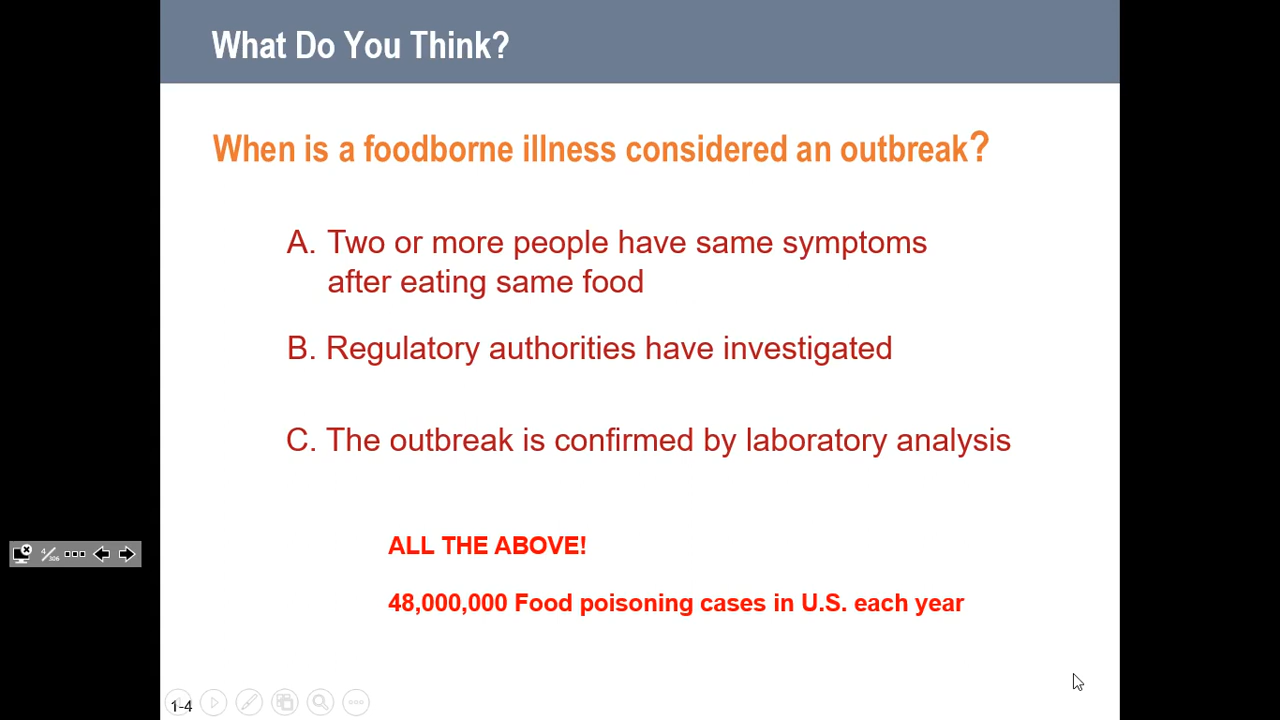 What Do You Think?
When is a foodborne illness considered an outbreak?
A. Two or more people have same symptoms
after eating same food
B. Regulatory authorities have investigated
C. The outbreak is confirmed by laboratory analysis
ALL THE ABOVE!
4/306
48,000,000 Food poisoning cases in U.S. each year
1-4